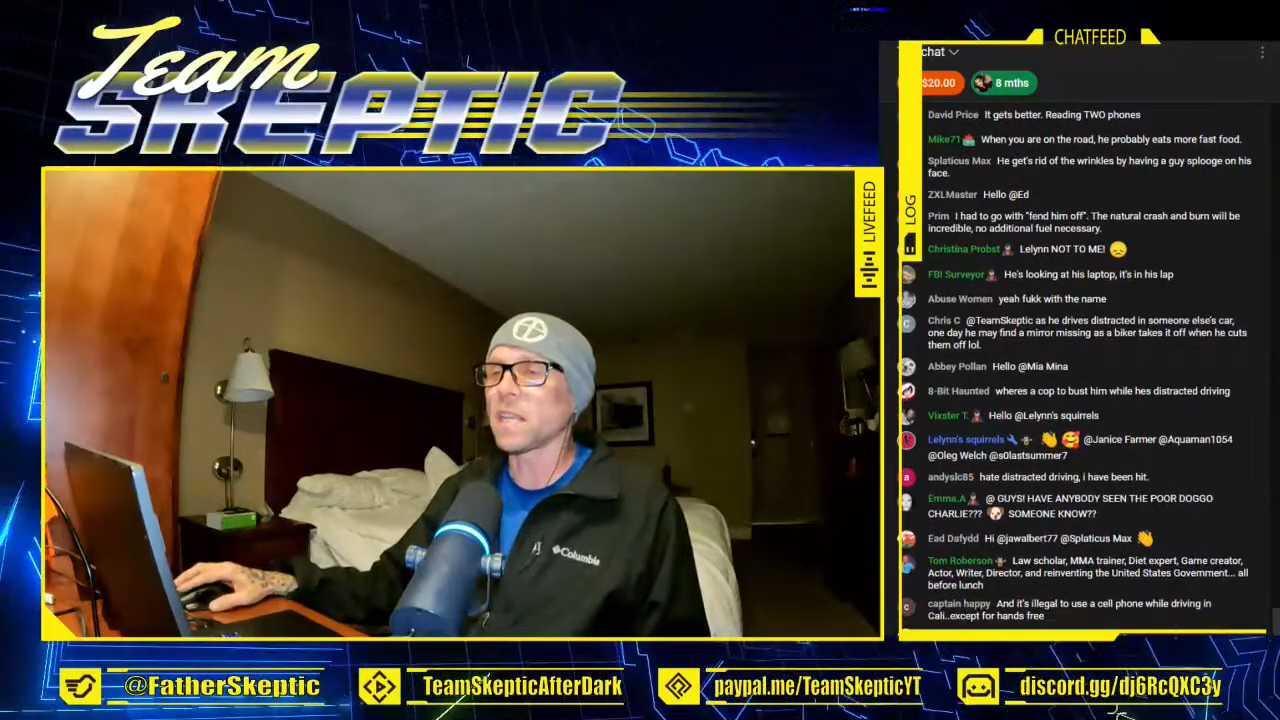 Team
SKEPTIC
CHATFEED
chat
$20.00
8 mths
LIVEFEED
LOG
David Price It gets better. Reading TWO phones
Mike71 When you are on the road, he probably eats more fast food.
Splaticus Max He get's rid of the wrinkles by having a guy splooge on his
face.
ZXLMaster Hello @Ed
Prim I had to go with "fend him off". The natural crash and burn will be
incredible, no additional fuel necessary.
Christina Probst Lelynn NOT TO ME! 😞
FBI Surveyor He's looking at his laptop, it's in his lap
Abuse Women yeah fukk with the name
Chris C @TeamSkeptic as he drives distracted in someone else's car,
one day he may find a mirror missing as a biker takes it off when he cuts
them off lol.
Abbey Pollan Hello @Mia Mina
8-Bit Haunted wheres a cop to bust him while hes distracted driving
Vixster T. Hello @Lelynn's squirrels
Lelynn's squirrels 👋 🥰 @Janice Farmer @Aquaman1054
@Oleg Welch @s0lastsummer7
andyslc85 hate distracted driving, i have been hit.
Emma.A @ GUYS! HAVE ANYBODY SEEN THE POOR DOGGO
CHARLIE??? 🐶 SOMEONE KNOW??
Ead Dafydd Hi @jawalbert77 @Splaticus Max 👋
Tom Roberson Law scholar, MMA trainer, Diet expert, Game creator,
Actor, Writer, Director, and reinventing the United States Government... all
before lunch
captain happy And it's illegal to use a cell phone while driving in
Cali..except for hands free
Columbia
@FatherSkeptic
TeamSkepticAfterDark
paypal.me/TeamSkepticYT
discord.gg/dj6RcQXC3v